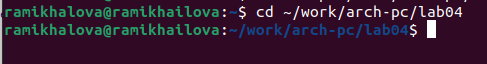 ramikhalova@ramikhailova:~$ cd ~/work/arch-pc/lab04
ramikhalova@ramikhailova:~/work/arch-pc/lab04$